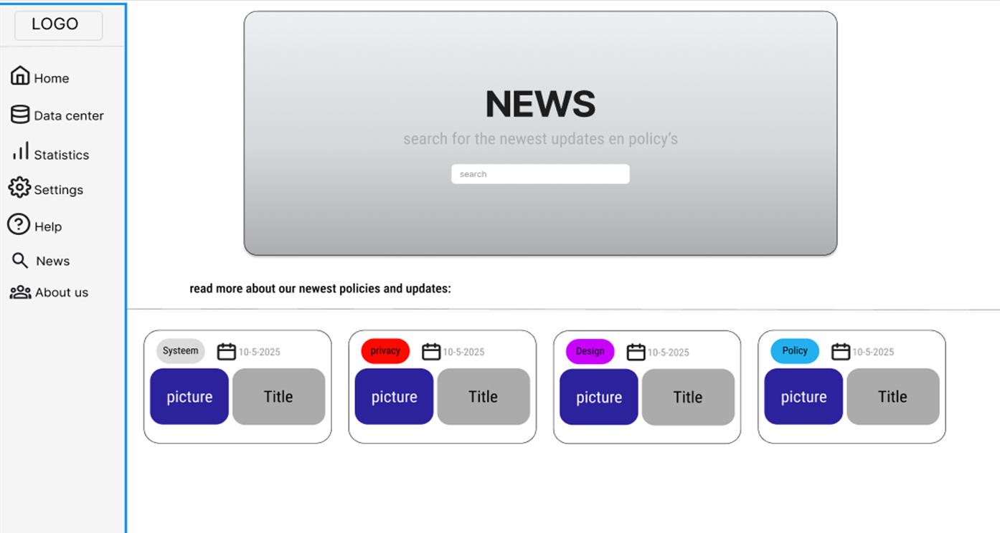 LOGO
Home
Data center
Statistics
Settings
Help
News
About us
NEWS
search for the newest updates en policy’s
search
read more about our newest policies and updates:
Systeem 10-5-2025
picture Title
privacy 10-5-2025
picture Title
Design 10-5-2025
picture Title
Policy 10-5-2025
picture Title